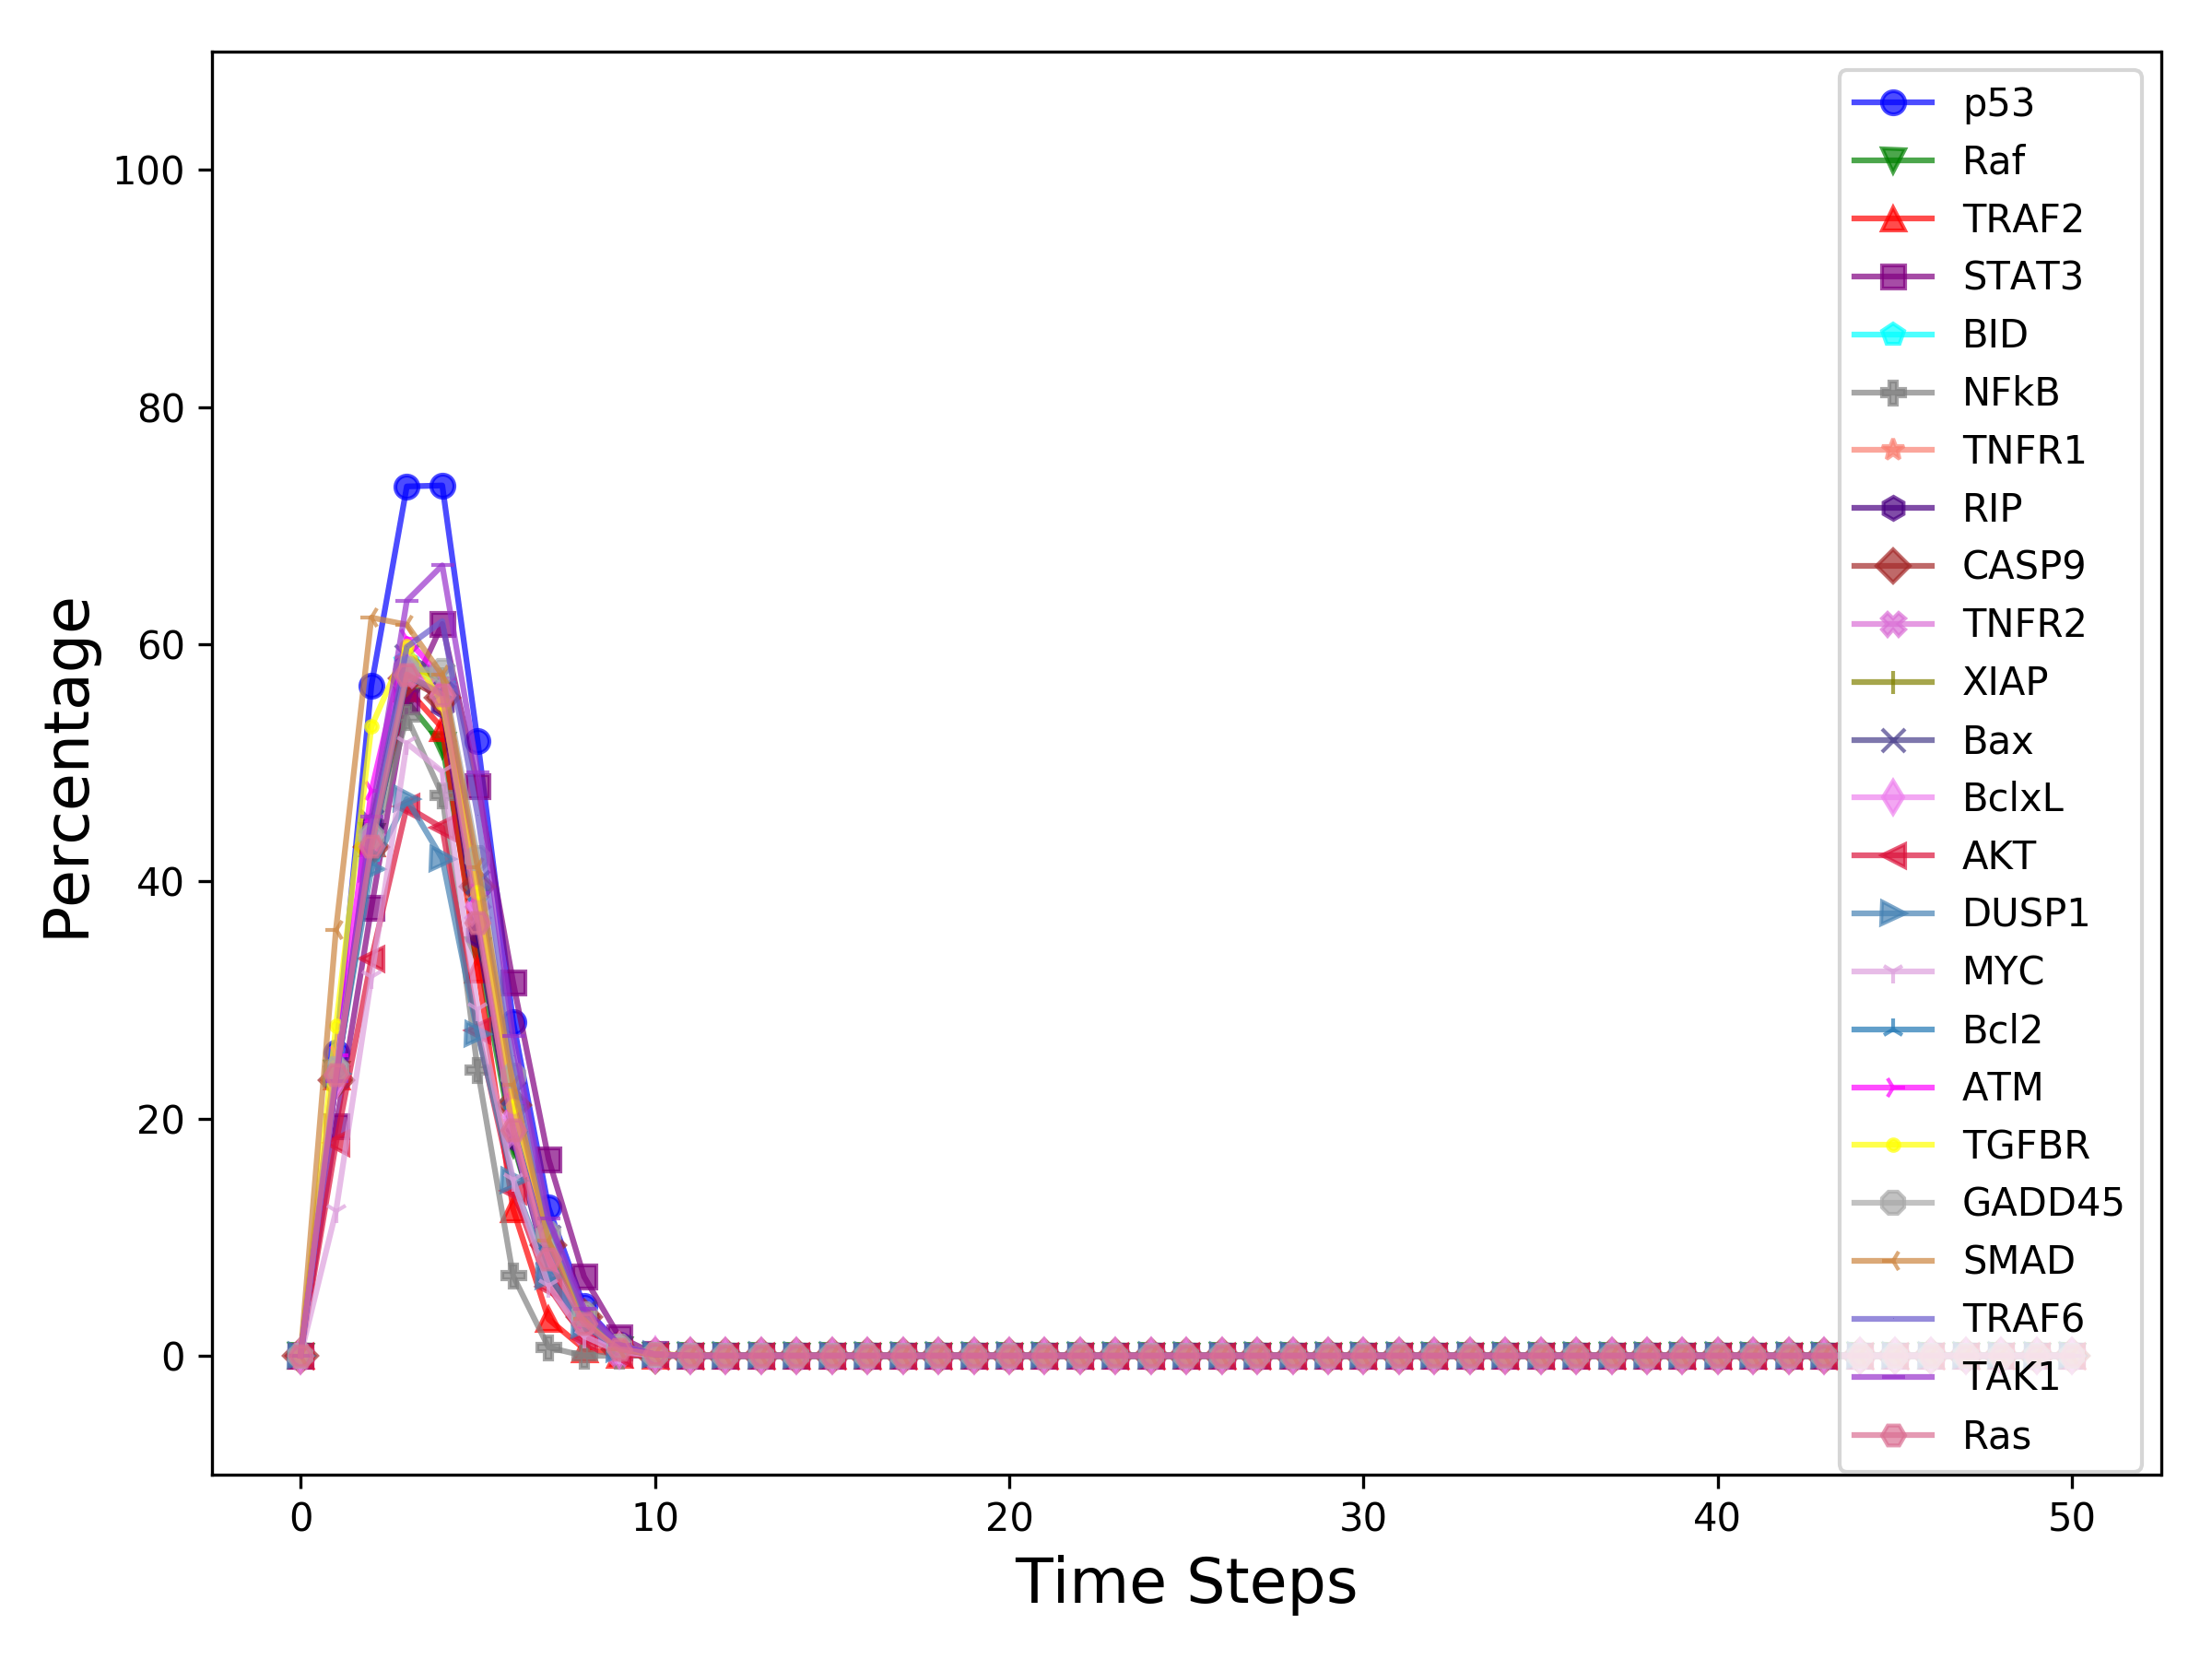 100
80
60
40
20
0
Percentage
0 10 20 30 40 50
Time Steps
p53
Raf
TRAF2
STAT3
BID
NFkB
TNFR1
RIP
CASP9
TNFR2
XIAP
Bax
BclxL
AKT
DUSP1
MYC
Bcl2
ATM
TGFBR
GADD45
SMAD
TRAF6
TAK1
Ras